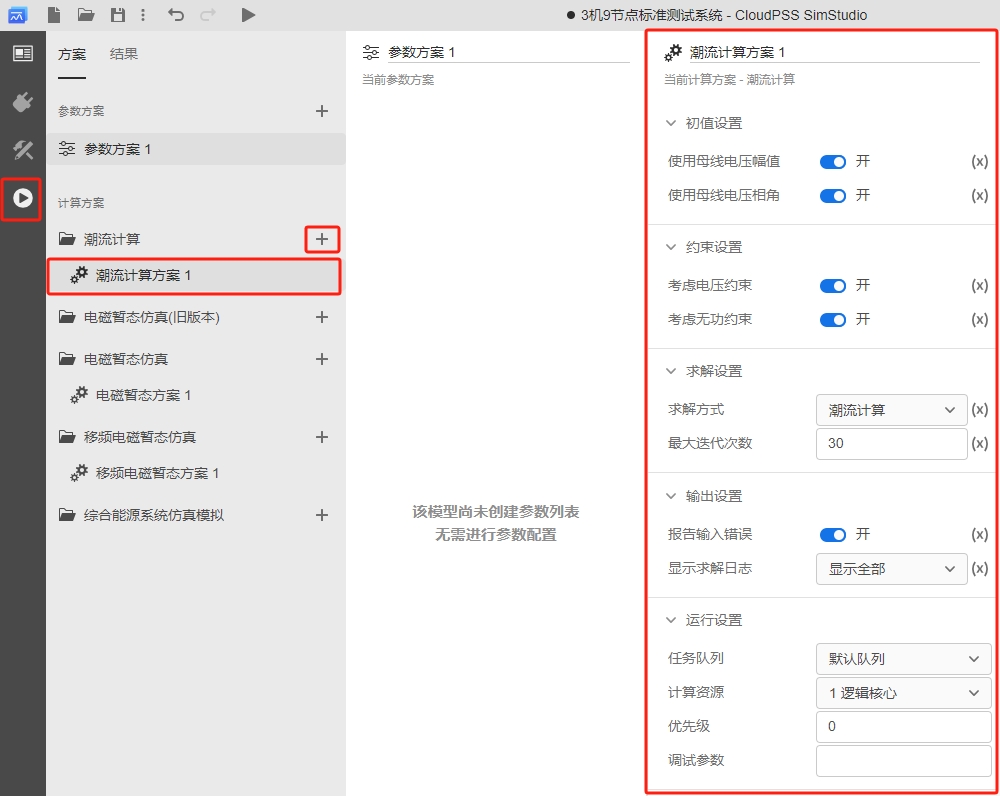 ● 3机9节点标准测试系统 - CloudPSS SimStudio
方案 结果
参数方案 +
参数方案 1
计算方案
潮流计算 +
潮流计算方案 1
电磁暂态仿真(旧版本) +
电磁暂态仿真 +
电磁暂态方案 1
移频电磁暂态仿真 +
移频电磁暂态方案 1
综合能源系统仿真模拟 +
参数方案 1
当前参数方案
该模型尚未创建参数列表
无需进行参数配置
潮流计算方案 1
当前计算方案 - 潮流计算
初值设置
使用母线电压幅值 开 (x)
使用母线电压相角 开 (x)
约束设置
考虑电压约束 开 (x)
考虑无功约束 开 (x)
求解设置
求解方式 潮流计算 (x)
最大迭代次数 30 (x)
输出设置
报告输入错误 开 (x)
显示求解日志 显示全部 (x)
运行设置
任务队列 默认队列
计算资源 1 逻辑核心
优先级 0
调试参数